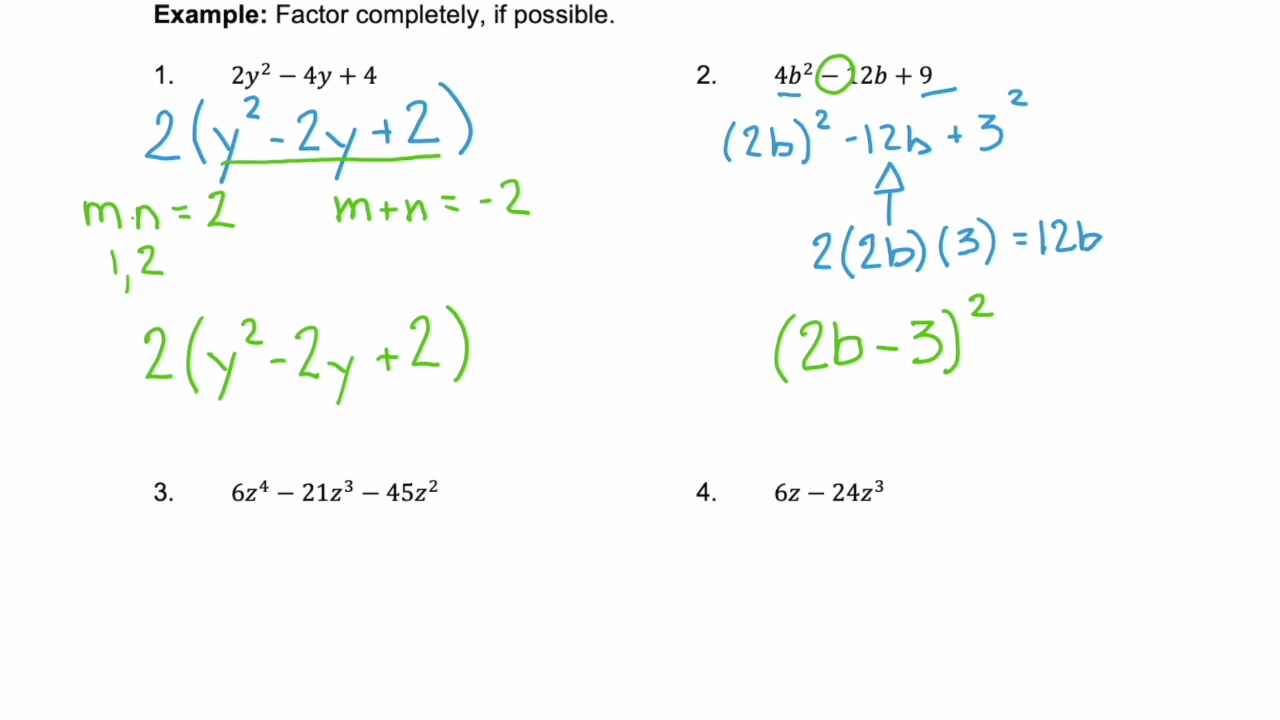 Example: Factor completely, if possible.
1. 2y² − 4y + 4
2(y² - 2y + 2)
m·n = 2 m+n = -2
1, 2
2(y² - 2y + 2)
2. 4b² − 12b + 9
(2b)² - 12b + 3²
2(2b)(3) = 12b
(2b - 3)²
3. 6z⁴ − 21z³ − 45z²
4. 6z − 24z³